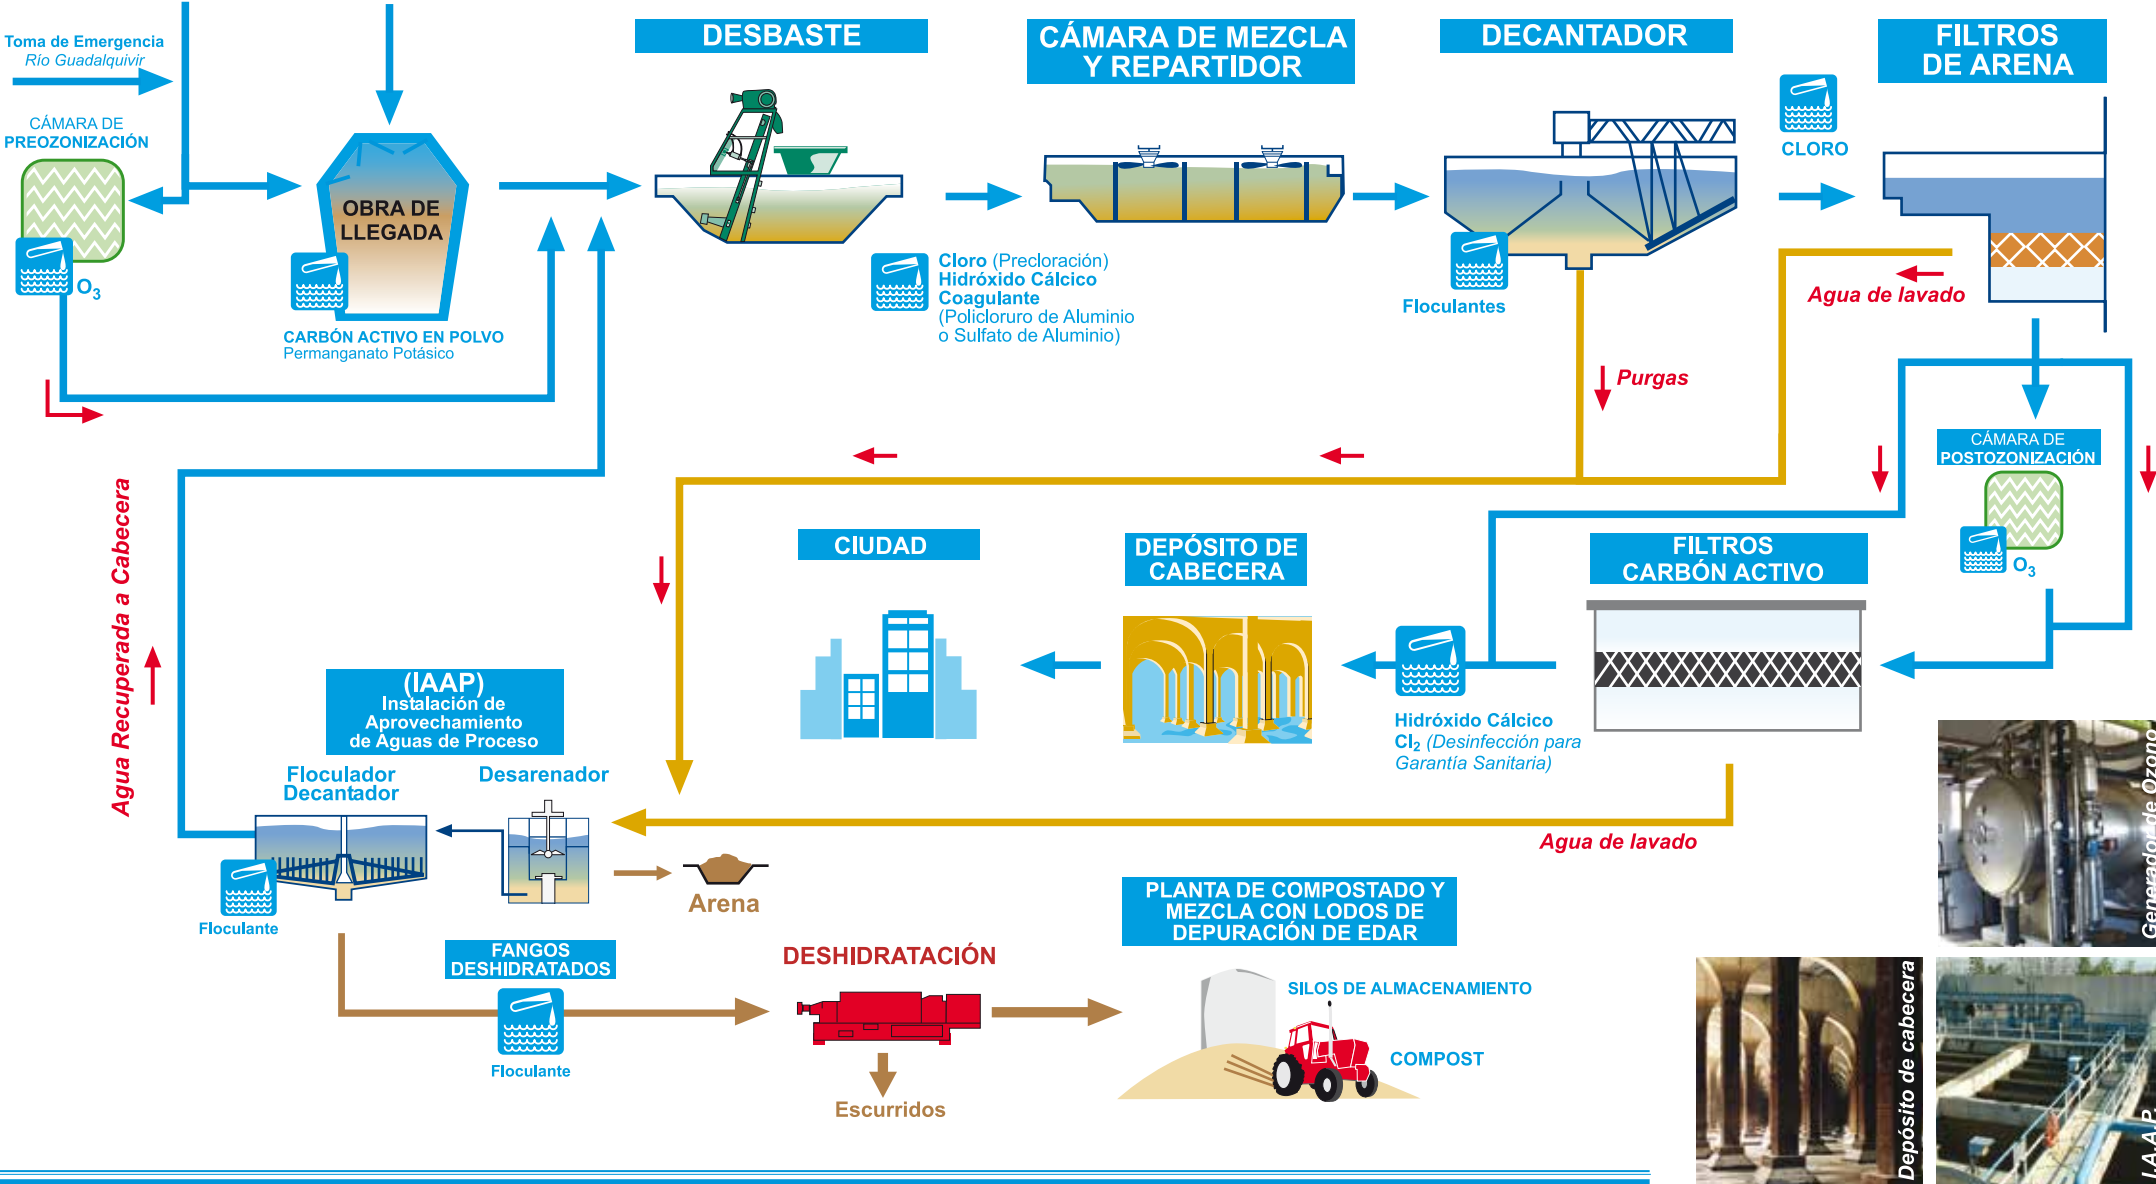 Toma de Emergencia
Río Guadalquivir
CÁMARA DE
PREOZONIZACIÓN
O3
OBRA DE
LLEGADA
CARBÓN ACTIVO EN POLVO
Permanganato Potásico
DESBASTE
CÁMARA DE MEZCLA
Y REPARTIDOR
Cloro (Precloración)
Hidróxido Cálcico
Coagulante
(Policloruro de Aluminio
o Sulfato de Aluminio)
DECANTADOR
Floculantes
CLORO
FILTROS
DE ARENA
Agua de lavado
Purgas
CÁMARA DE
POSTOZONIZACIÓN
O3
Agua Recuperada a Cabecera
CIUDAD
DEPÓSITO DE
CABECERA
FILTROS
CARBÓN ACTIVO
Hidróxido Cálcico
Cl2 (Desinfección para
Garantía Sanitaria)
Agua de lavado
(IAAP)
Instalación de
Aprovechamiento
de Aguas de Proceso
Floculador
Decantador
Desarenador
Floculante
Arena
FANGOS
DESHIDRATADOS
Floculante
DESHIDRATACIÓN
Escurridos
PLANTA DE COMPOSTADO Y
MEZCLA CON LODOS DE
DEPURACIÓN DE EDAR
SILOS DE ALMACENAMIENTO
COMPOST
Generador de Ozono
Depósito de cabecera
I.A.A.P.